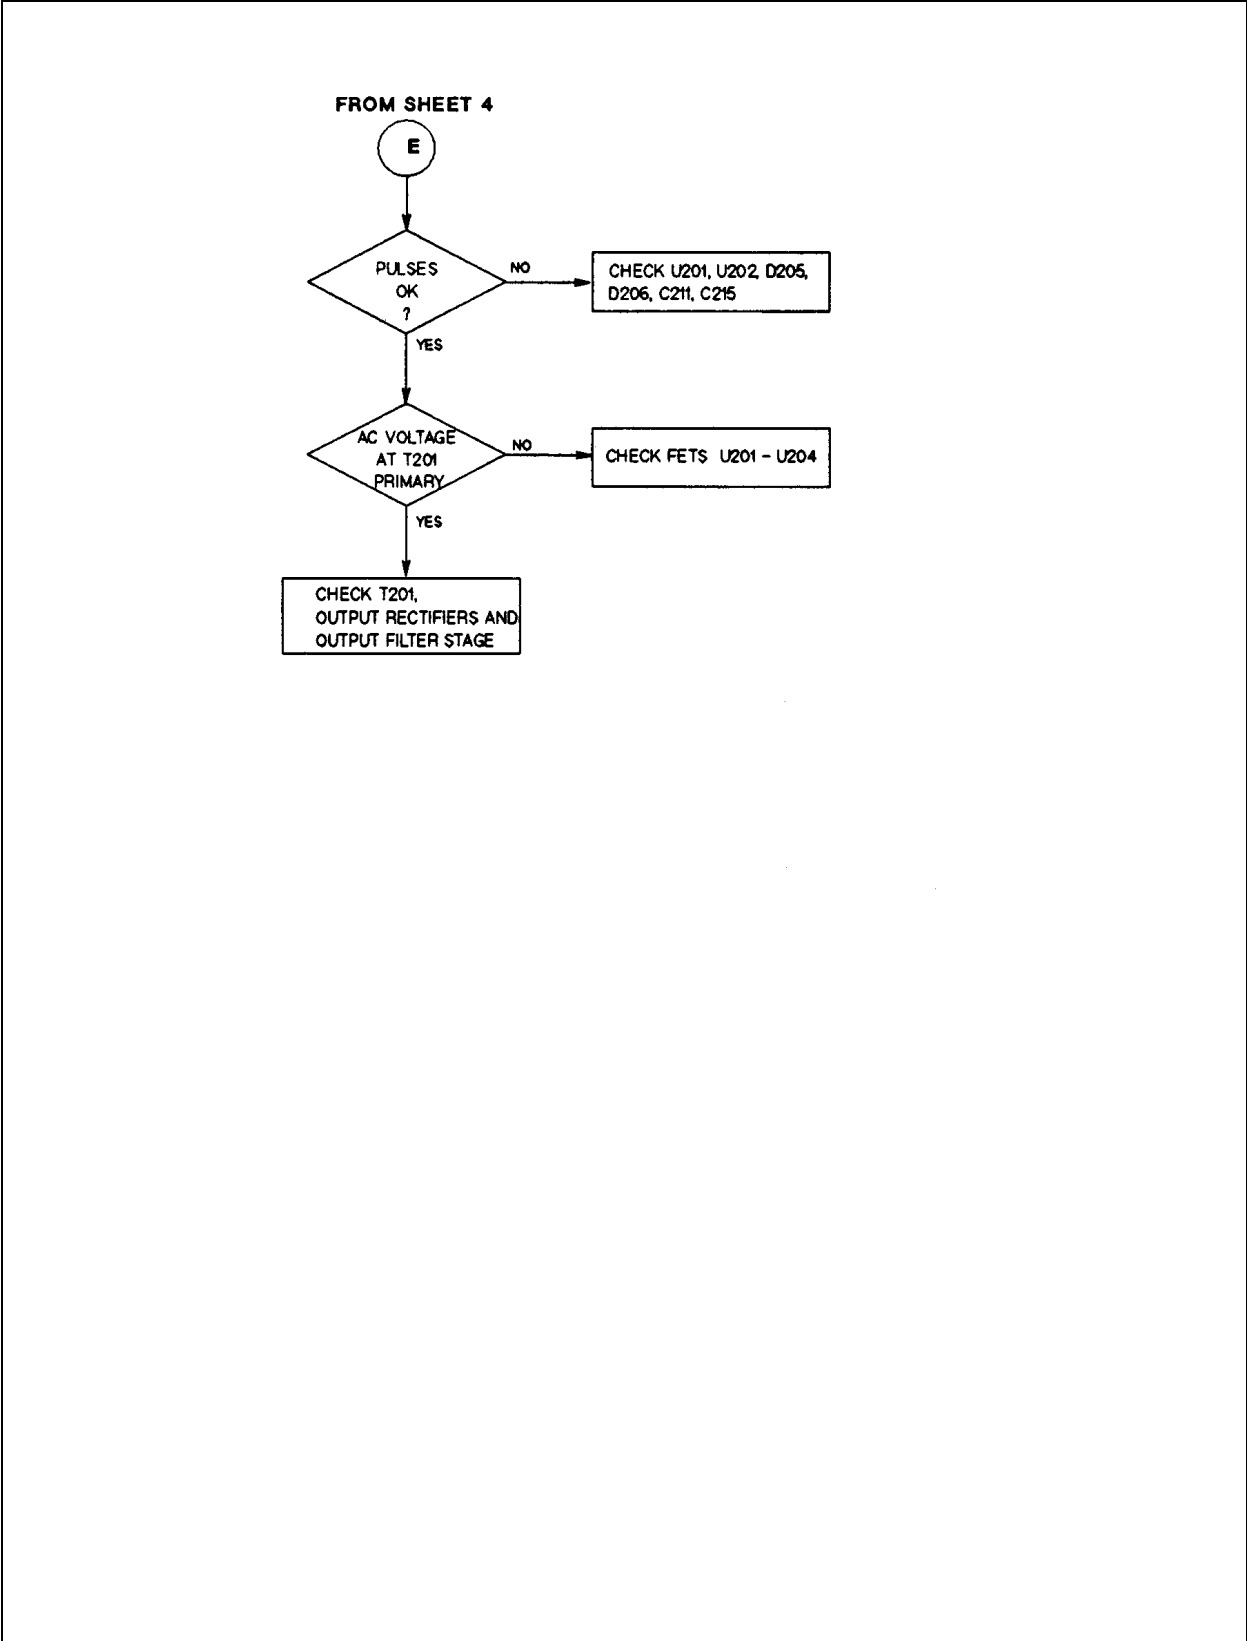 FROM SHEET 4
E
PULSES
OK
?
NO
CHECK U201, U202, D205,
D206, C211, C215
YES
AC VOLTAGE
AT T201
PRIMARY
NO
CHECK FETS U201 - U204
YES
CHECK T201,
OUTPUT RECTIFIERS AND
OUTPUT FILTER STAGE